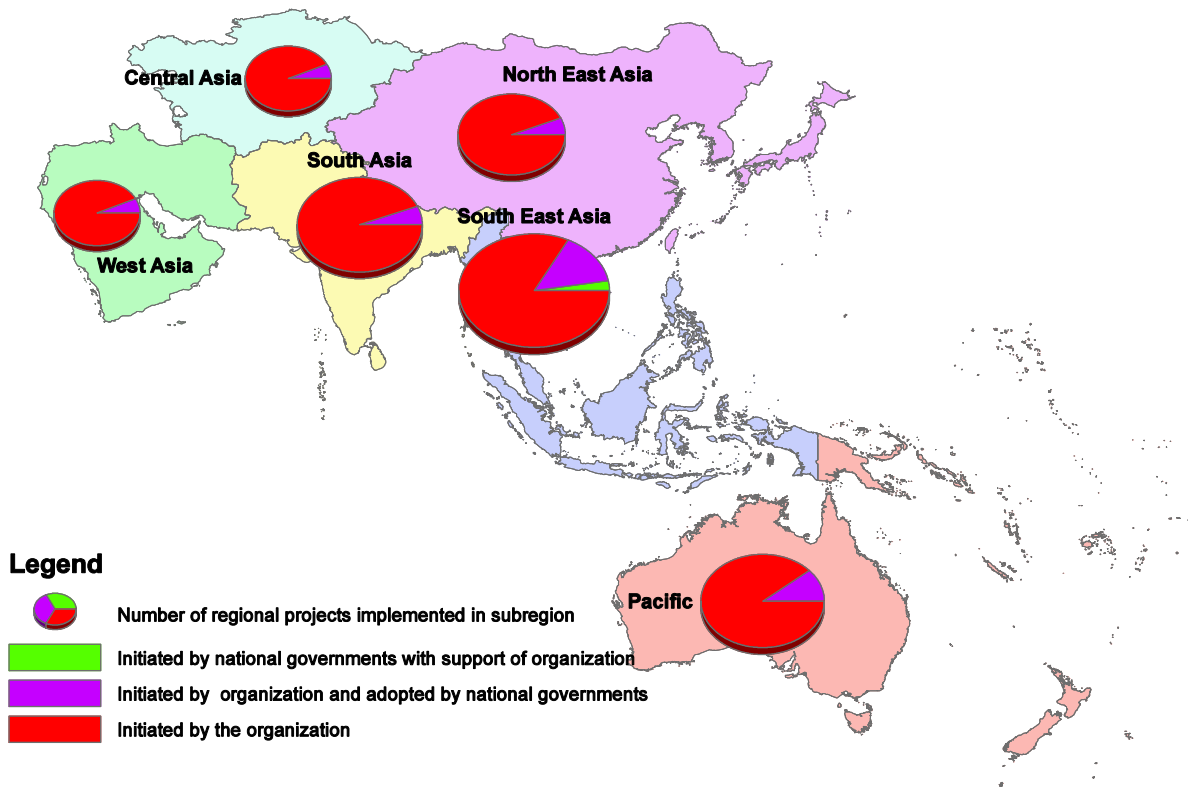 Central Asia
North East Asia
South Asia
South East Asia
West Asia
Pacific
Legend
Number of regional projects implemented in subregion
Initiated by national governments with support of organization
Initiated by organization and adopted by national governments
Initiated by the organization